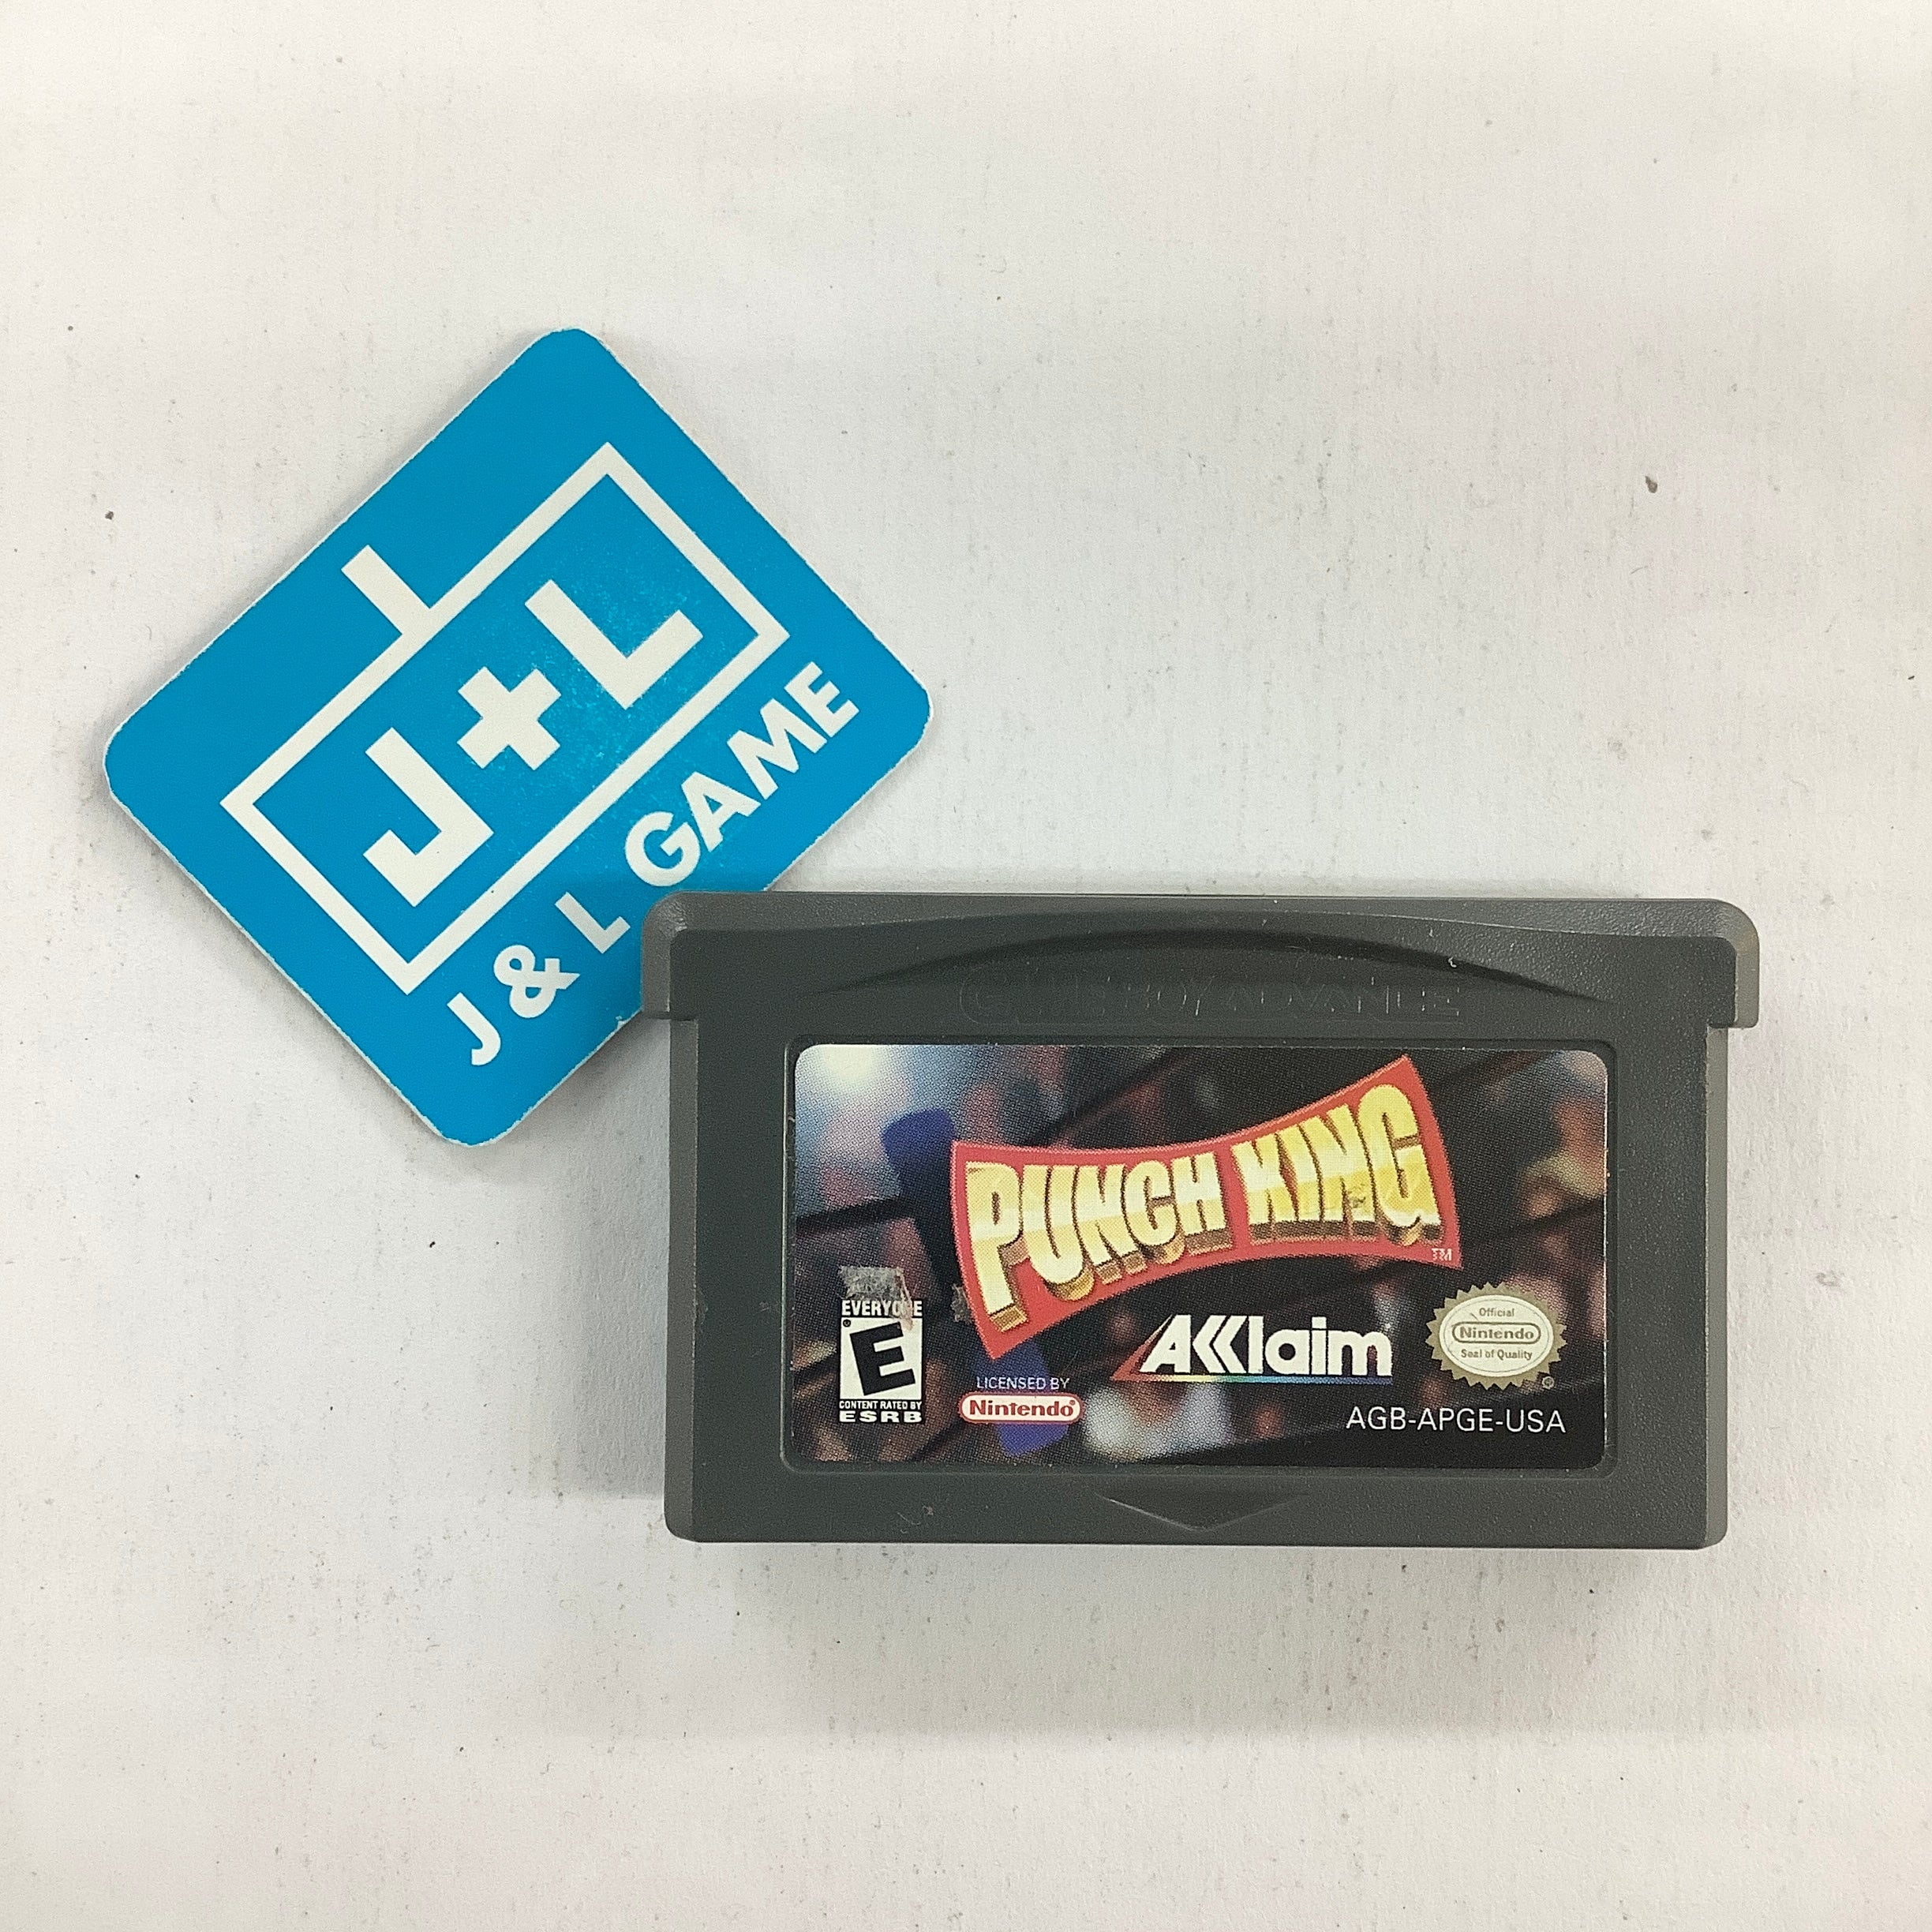 J+L
J & L GAME
GAME BOY ADVANCE
PUNCH KING
TM
EVERYONE
E
CONTENT RATED BY
ESRB
LICENSED BY
Nintendo®
AKKlaim
Official
Nintendo
Seal of Quality
®
AGB-APGE-USA